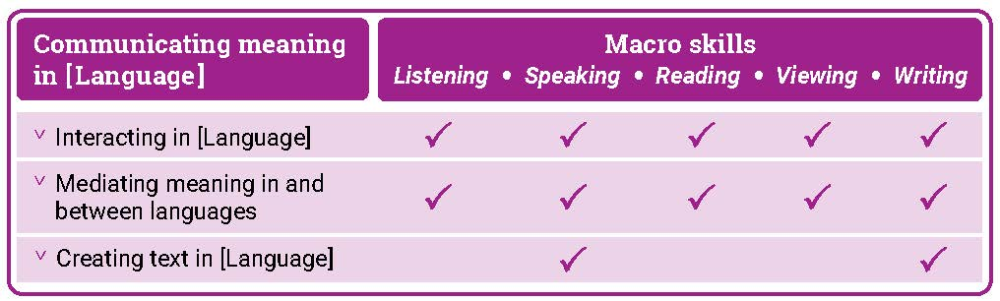 Communicating meaning
in [Language]
Macro skills
Listening • Speaking • Reading • Viewing • Writing
Interacting in [Language] ✓ ✓ ✓ ✓ ✓
Mediating meaning in and
between languages ✓ ✓ ✓ ✓ ✓
Creating text in [Language] ✓ ✓